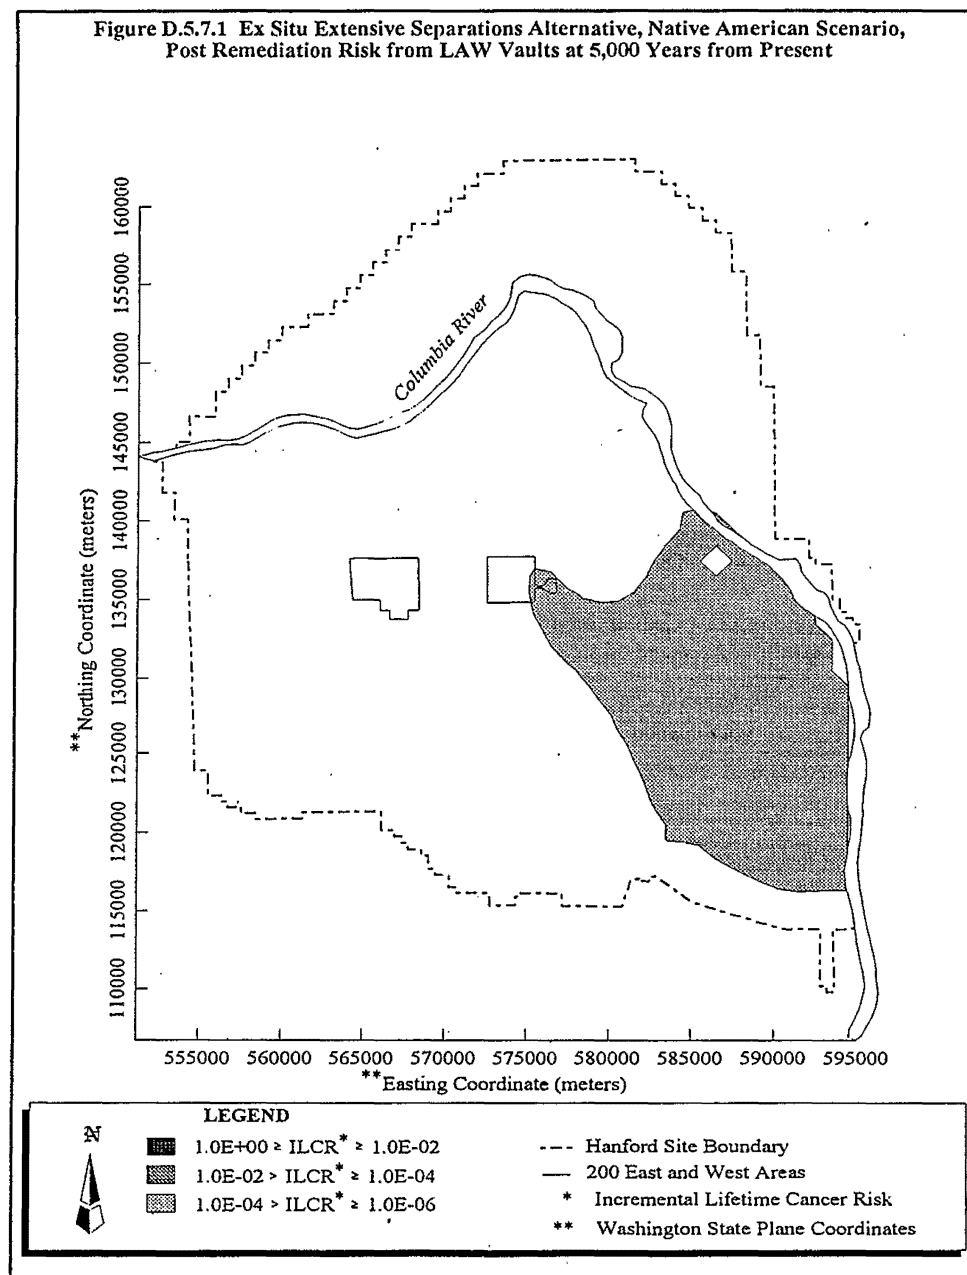 Figure D.5.7.1 Ex Situ Extensive Separations Alternative, Native American Scenario,
Post Remediation Risk from LAW Vaults at 5,000 Years from Present
160000
155000
150000
145000
140000
135000
130000
125000
120000
115000
110000
**Northing Coordinate (meters)
Columbia River
555000 560000 565000 570000 575000 580000 585000 590000 595000
**Easting Coordinate (meters)
LEGEND
N
1.0E+00 ≥ ILCR* ≥ 1.0E-02
1.0E-02 > ILCR* ≥ 1.0E-04
1.0E-04 > ILCR* ≥ 1.0E-06
Hanford Site Boundary
200 East and West Areas
* Incremental Lifetime Cancer Risk
** Washington State Plane Coordinates